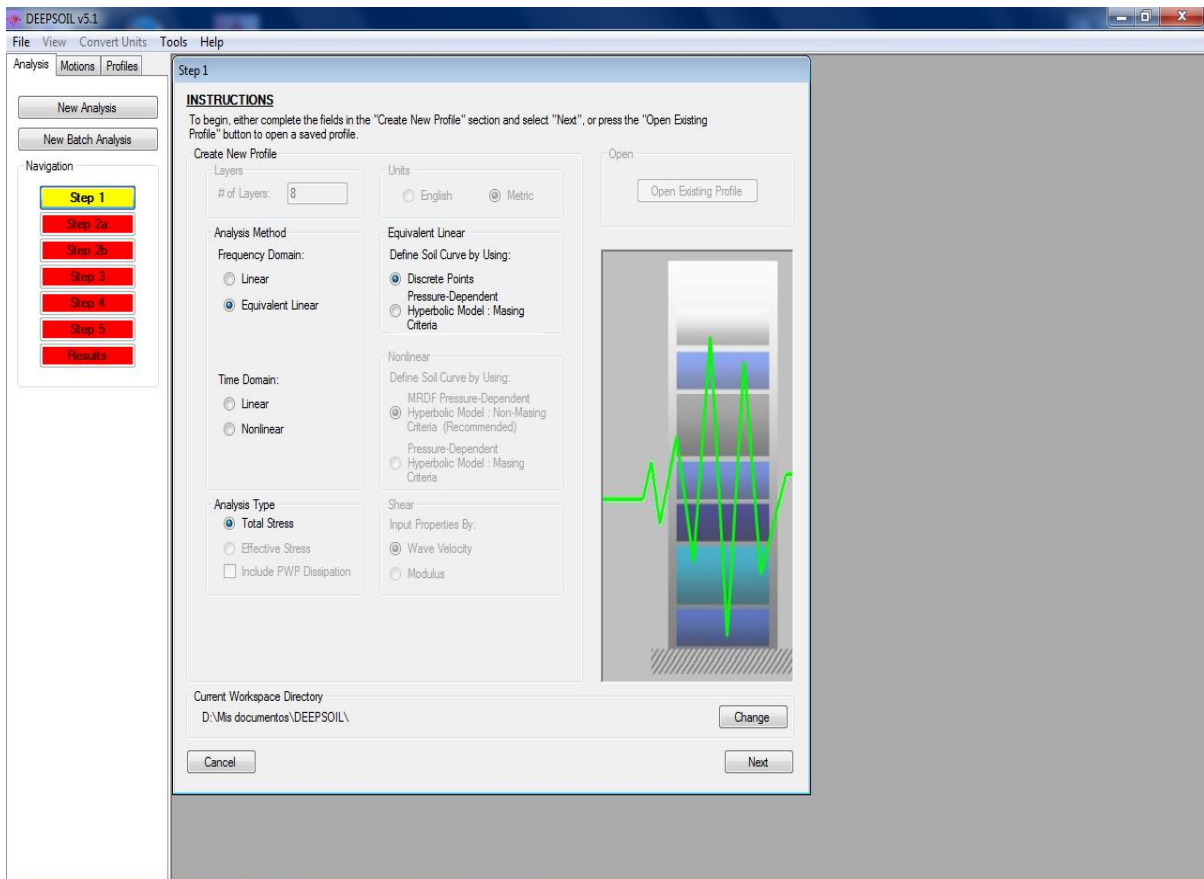 DEEPSOIL v5.1
File View Convert Units Tools Help
Analysis Motions Profiles
New Analysis
New Batch Analysis
Navigation
Step 1
Step 2a
Step 2b
Step 3
Step 4
Step 5
Results
Step 1
INSTRUCTIONS
To begin, either complete the fields in the "Create New Profile" section and select "Next", or press the "Open Existing
Profile" button to open a saved profile.
Create New Profile
Layers
# of Layers: 8
Units
English Metric
Open
Open Existing Profile
Analysis Method
Frequency Domain:
Linear
Equivalent Linear
Time Domain:
Linear
Nonlinear
Equivalent Linear
Define Soil Curve by Using:
Discrete Points
Pressure-Dependent
Hyperbolic Model : Masing
Criteria
Nonlinear
Define Soil Curve by Using:
MRDF Pressure-Dependent
Hyperbolic Model : Non-Masing
Criteria (Recommended)
Pressure-Dependent
Hyperbolic Model : Masing
Criteria
Analysis Type
Total Stress
Effective Stress
Include PWP Dissipation
Shear
Input Properties By:
Wave Velocity
Modulus
Current Workspace Directory
D:\Mis documentos\DEEPSOIL\
Change
Cancel
Next